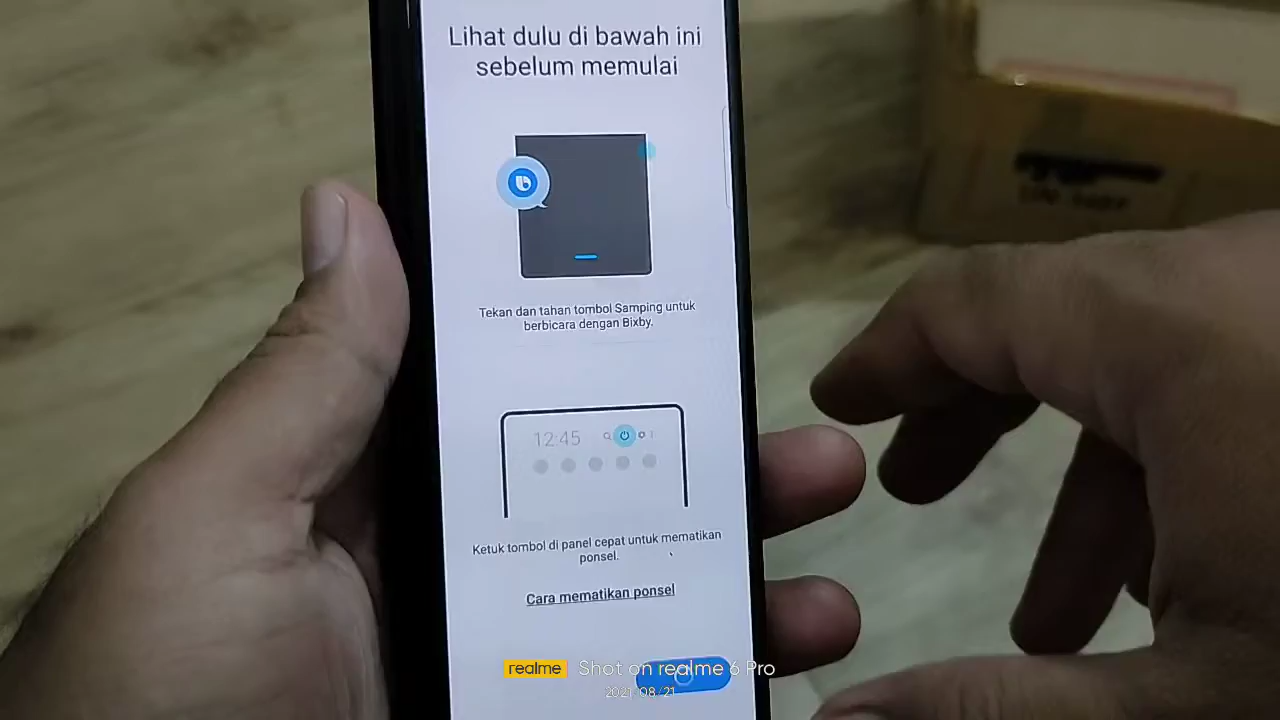 Lihat dulu di bawah ini
sebelum memulai
Tekan dan tahan tombol Samping untuk
berbicara dengan Bixby.
12:45
Ketuk tombol di panel cepat untuk mematikan
ponsel.
Cara mematikan ponsel
realme Shot on realme 6 Pro
2021/08/21